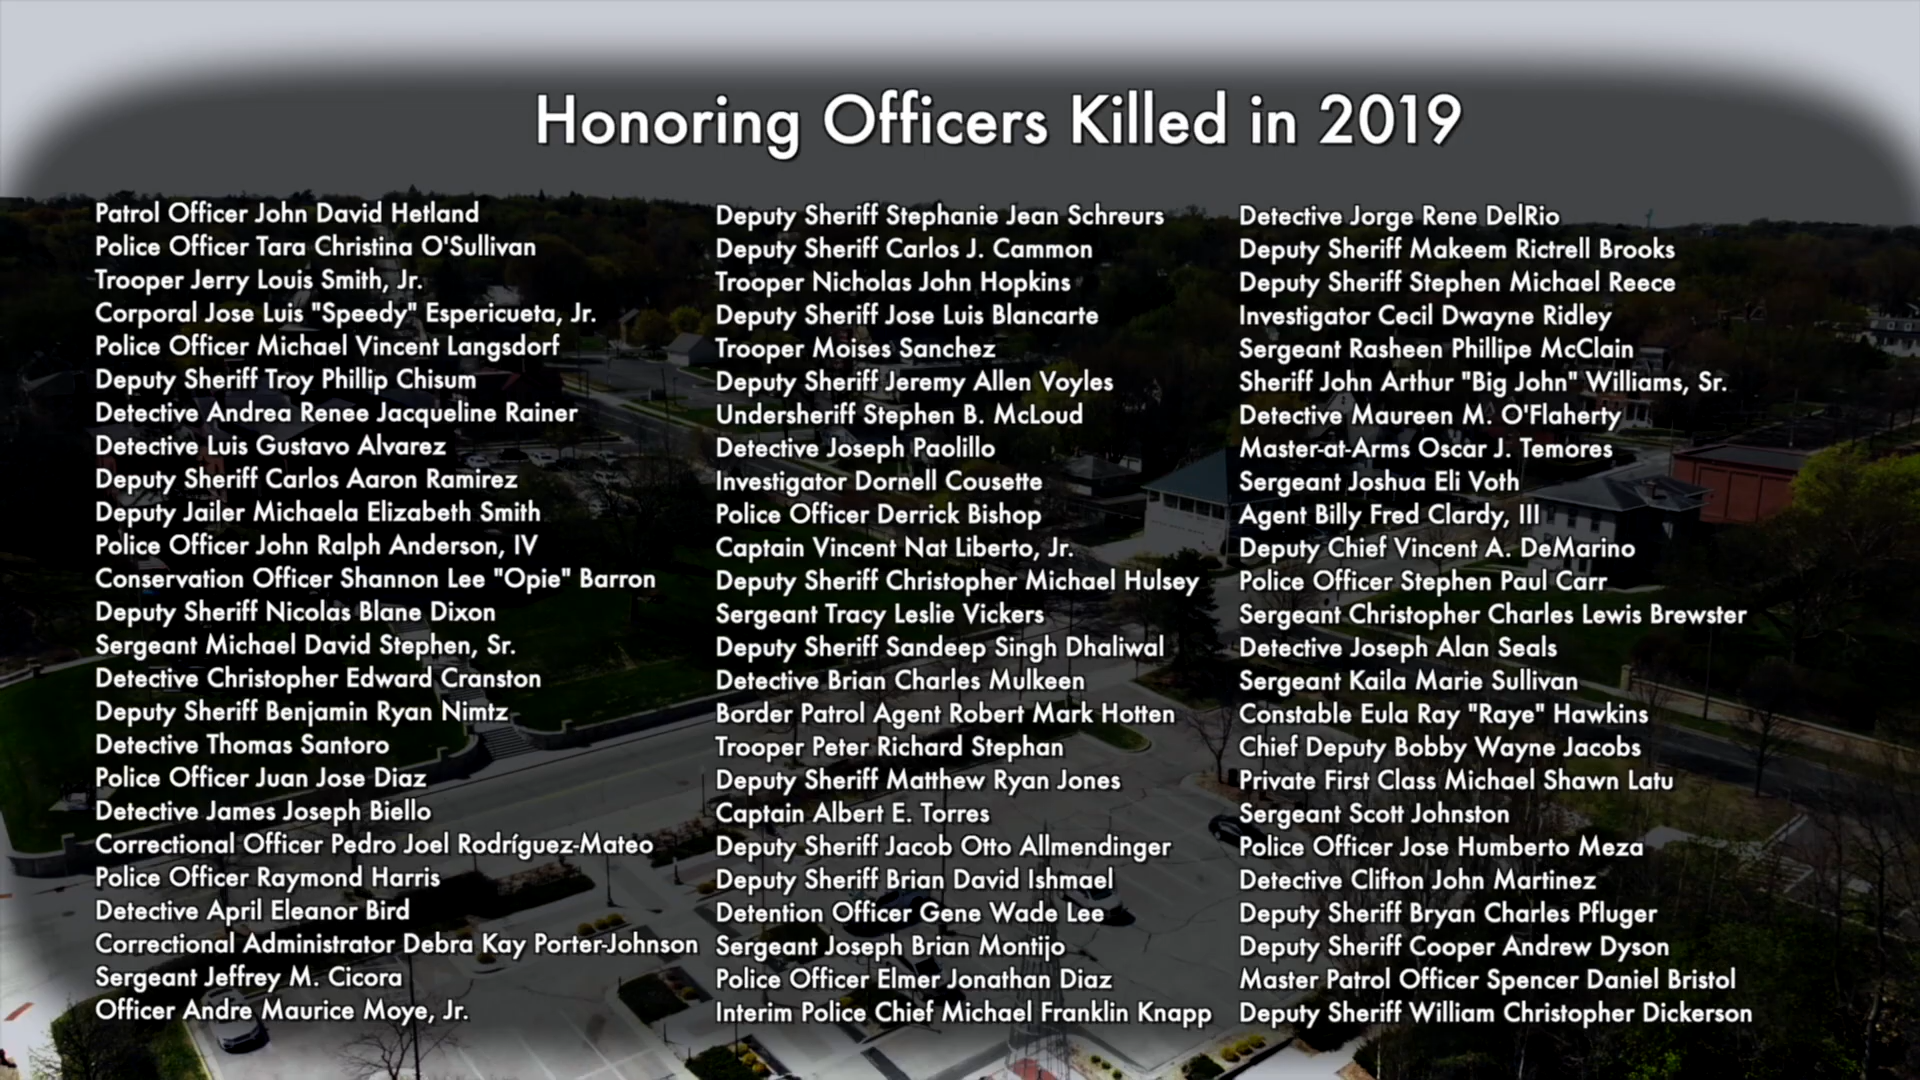 Honoring Officers Killed in 2019
Patrol Officer John David Hetland
Police Officer Tara Christina O'Sullivan
Trooper Jerry Louis Smith, Jr.
Corporal Jose Luis "Speedy" Espericueta, Jr.
Police Officer Michael Vincent Langsdorf
Deputy Sheriff Troy Phillip Chisum
Detective Andrea Renee Jacqueline Rainer
Detective Luis Gustavo Alvarez
Deputy Sheriff Carlos Aaron Ramirez
Deputy Jailer Michaela Elizabeth Smith
Police Officer John Ralph Anderson, IV
Conservation Officer Shannon Lee "Opie" Barron
Deputy Sheriff Nicolas Blane Dixon
Sergeant Michael David Stephen, Sr.
Detective Christopher Edward Cranston
Deputy Sheriff Benjamin Ryan Nimtz
Detective Thomas Santoro
Police Officer Juan Jose Diaz
Detective James Joseph Biello
Correctional Officer Pedro Joel Rodríguez-Mateo
Police Officer Raymond Harris
Detective April Eleanor Bird
Correctional Administrator Debra Kay Porter-Johnson
Sergeant Jeffrey M. Cicora
Officer Andre Maurice Moye, Jr.
Deputy Sheriff Stephanie Jean Schreurs
Deputy Sheriff Carlos J. Cammon
Trooper Nicholas John Hopkins
Deputy Sheriff Jose Luis Blancarte
Trooper Moises Sanchez
Deputy Sheriff Jeremy Allen Voyles
Undersheriff Stephen B. McLoud
Detective Joseph Paolillo
Investigator Dornell Cousette
Police Officer Derrick Bishop
Captain Vincent Nat Liberto, Jr.
Deputy Sheriff Christopher Michael Hulsey
Sergeant Tracy Leslie Vickers
Deputy Sheriff Sandeep Singh Dhaliwal
Detective Brian Charles Mulkeen
Border Patrol Agent Robert Mark Hotten
Trooper Peter Richard Stephan
Deputy Sheriff Matthew Ryan Jones
Captain Albert E. Torres
Deputy Sheriff Jacob Otto Allmendinger
Deputy Sheriff Brian David Ishmael
Detention Officer Gene Wade Lee
Sergeant Joseph Brian Montijo
Police Officer Elmer Jonathan Diaz
Interim Police Chief Michael Franklin Knapp
Detective Jorge Rene DelRio
Deputy Sheriff Makeem Rictrell Brooks
Deputy Sheriff Stephen Michael Reece
Investigator Cecil Dwayne Ridley
Sergeant Rasheen Phillipe McClain
Sheriff John Arthur "Big John" Williams, Sr.
Detective Maureen M. O'Flaherty
Master-at-Arms Oscar J. Temores
Sergeant Joshua Eli Voth
Agent Billy Fred Clardy, III
Deputy Chief Vincent A. DeMarino
Police Officer Stephen Paul Carr
Sergeant Christopher Charles Lewis Brewster
Detective Joseph Alan Seals
Sergeant Kaila Marie Sullivan
Constable Eula Ray "Raye" Hawkins
Chief Deputy Bobby Wayne Jacobs
Private First Class Michael Shawn Latu
Sergeant Scott Johnston
Police Officer Jose Humberto Meza
Detective Clifton John Martinez
Deputy Sheriff Bryan Charles Pfluger
Deputy Sheriff Cooper Andrew Dyson
Master Patrol Officer Spencer Daniel Bristol
Deputy Sheriff William Christopher Dickerson